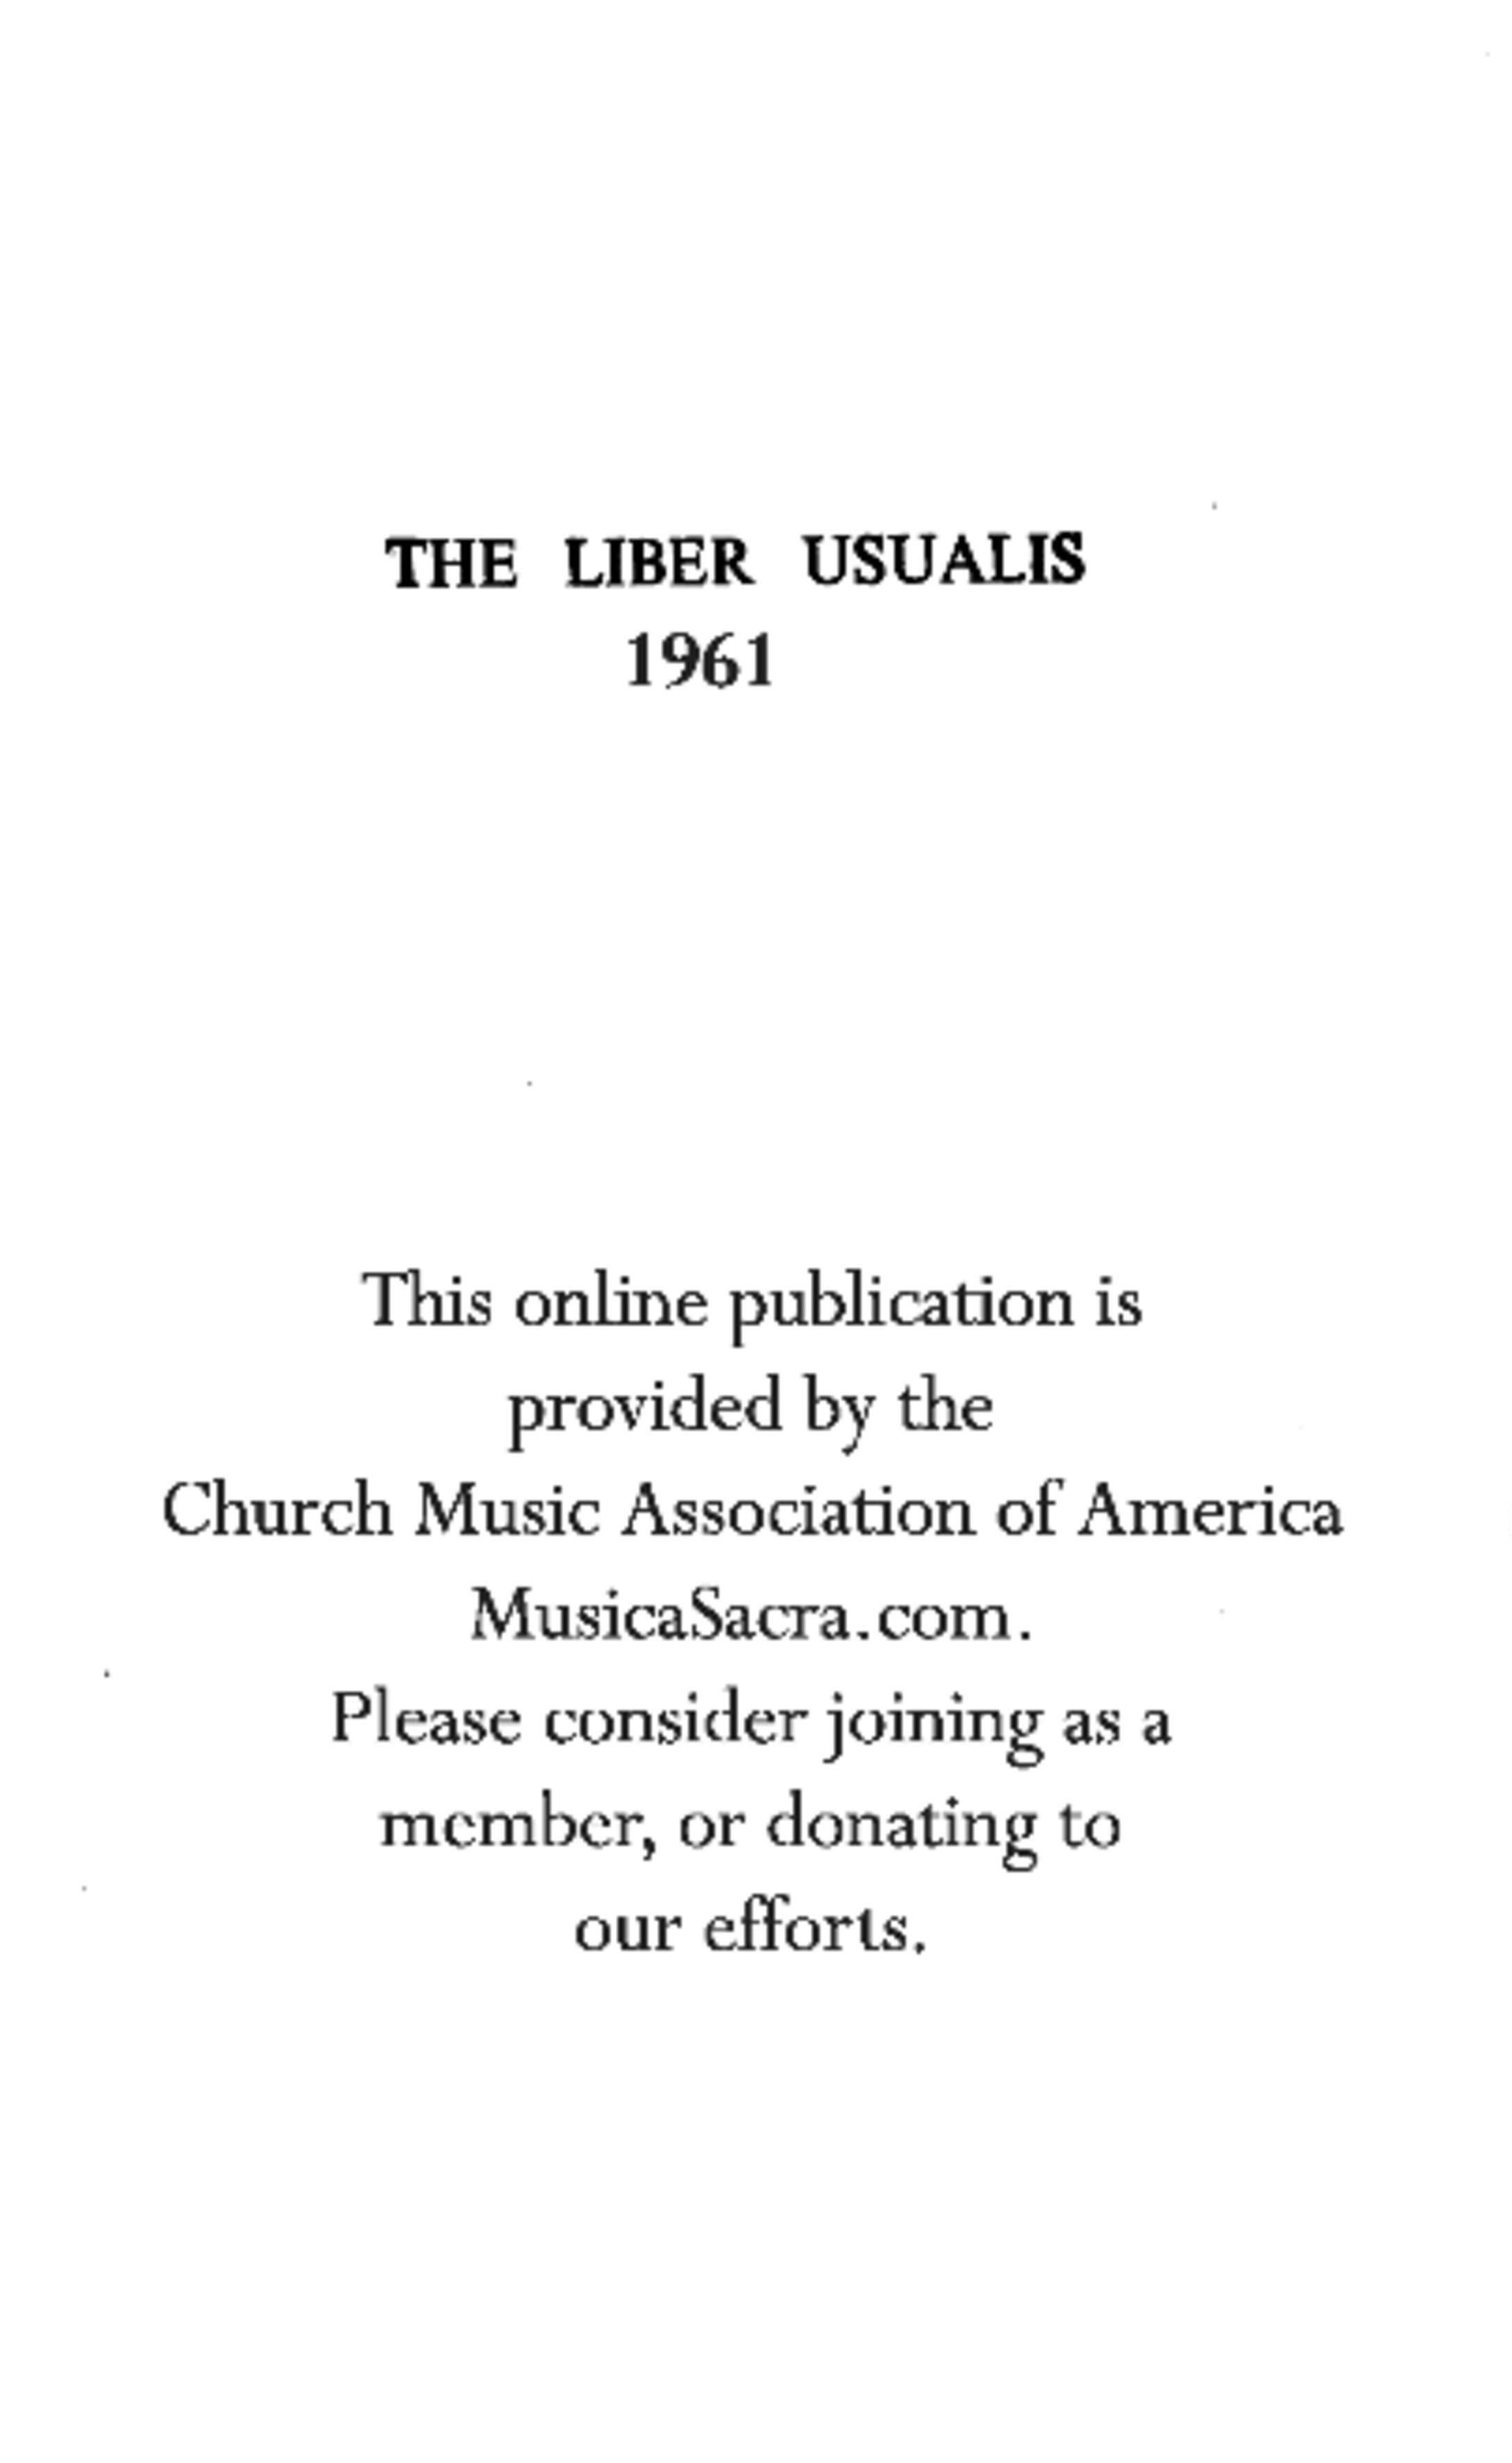 THE LIBER USUALIS
1961
This online publication is
provided by the
Church Music Association of America
MusicaSacra.com.
Please consider joining as a
member, or donating to
our efforts.